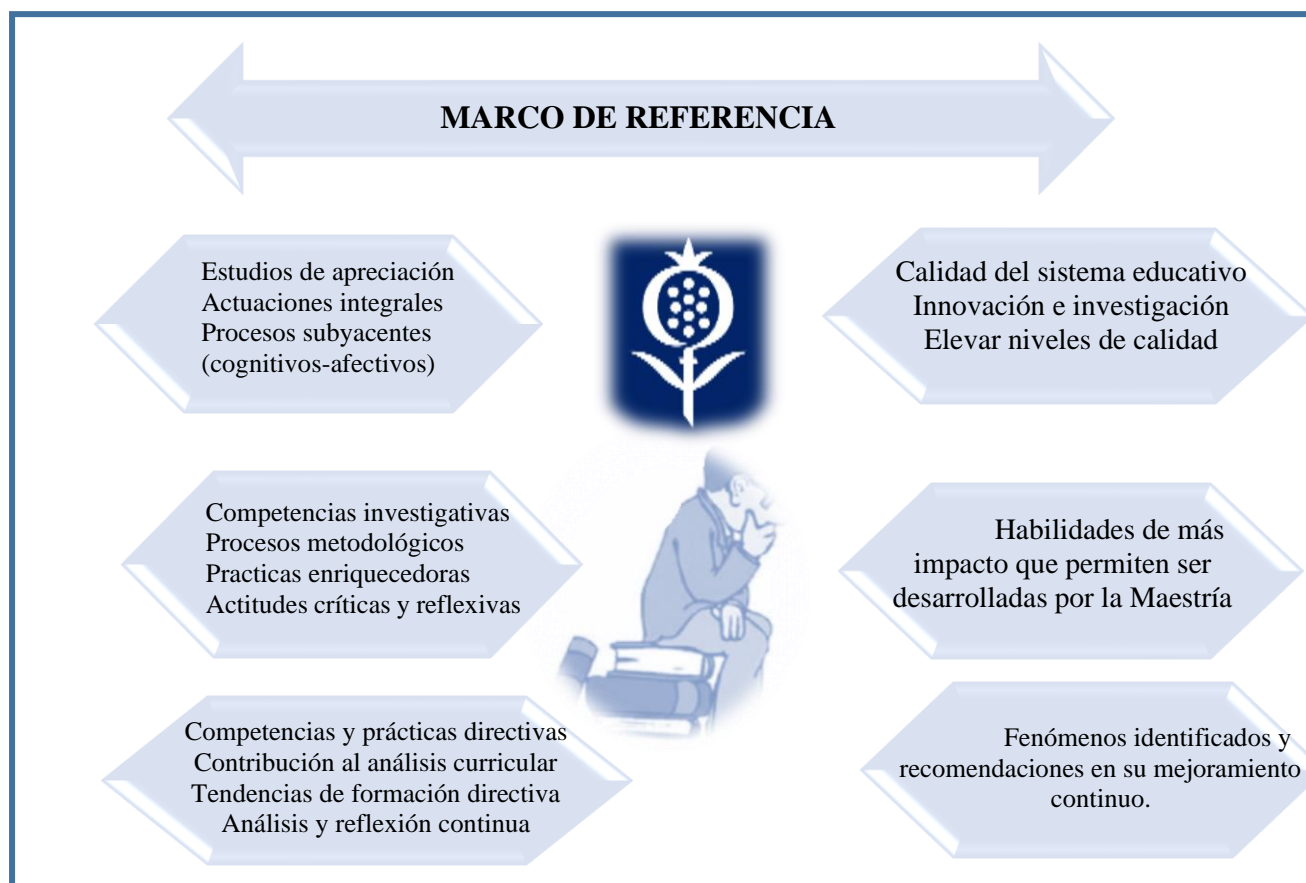 MARCO DE REFERENCIA
Estudios de apreciación
Actuaciones integrales
Procesos subyacentes
(cognitivos-afectivos)
Calidad del sistema educativo
Innovación e investigación
Elevar niveles de calidad
Competencias investigativas
Procesos metodológicos
Practicas enriquecedoras
Actitudes críticas y reflexivas
Habilidades de más
impacto que permiten ser
desarrolladas por la Maestría
Competencias y prácticas directivas
Contribución al análisis curricular
Tendencias de formación directiva
Análisis y reflexión continua
Fenómenos identificados y
recomendaciones en su mejoramiento
continuo.